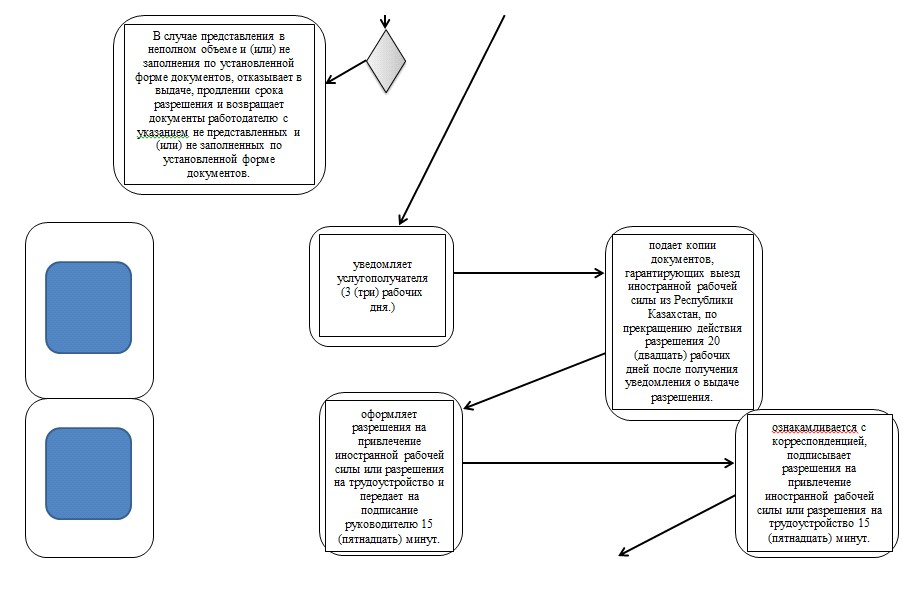 В случае представления в
неполном объеме и (или) не
заполнения по установленной
форме документов, отказывает в
выдаче, продлении срока
разрешения и возвращает
документы работодателю с
указанием не представленных и
(или) не заполненных по
установленной форме
документов.
уведомляет
услугополучателя
(3 (три) рабочих
дня.)
подает копии
документов,
гарантирующих выезд
иностранной рабочей
силы из Республики
Казахстан, по
прекращению действия
разрешения 20
(двадцать) рабочих
дней после получения
уведомления о выдаче
разрешения.
оформляет
разрешения на
привлечение
иностранной рабочей
силы или разрешения
на трудоустройство и
передает на
подписание
руководителю 15
(пятнадцать) минут.
ознакамливается с
корреспонденцией,
подписывает
разрешения на
привлечение
иностранной рабочей
силы или разрешения на
трудоустройство 15
(пятнадцать) минут.